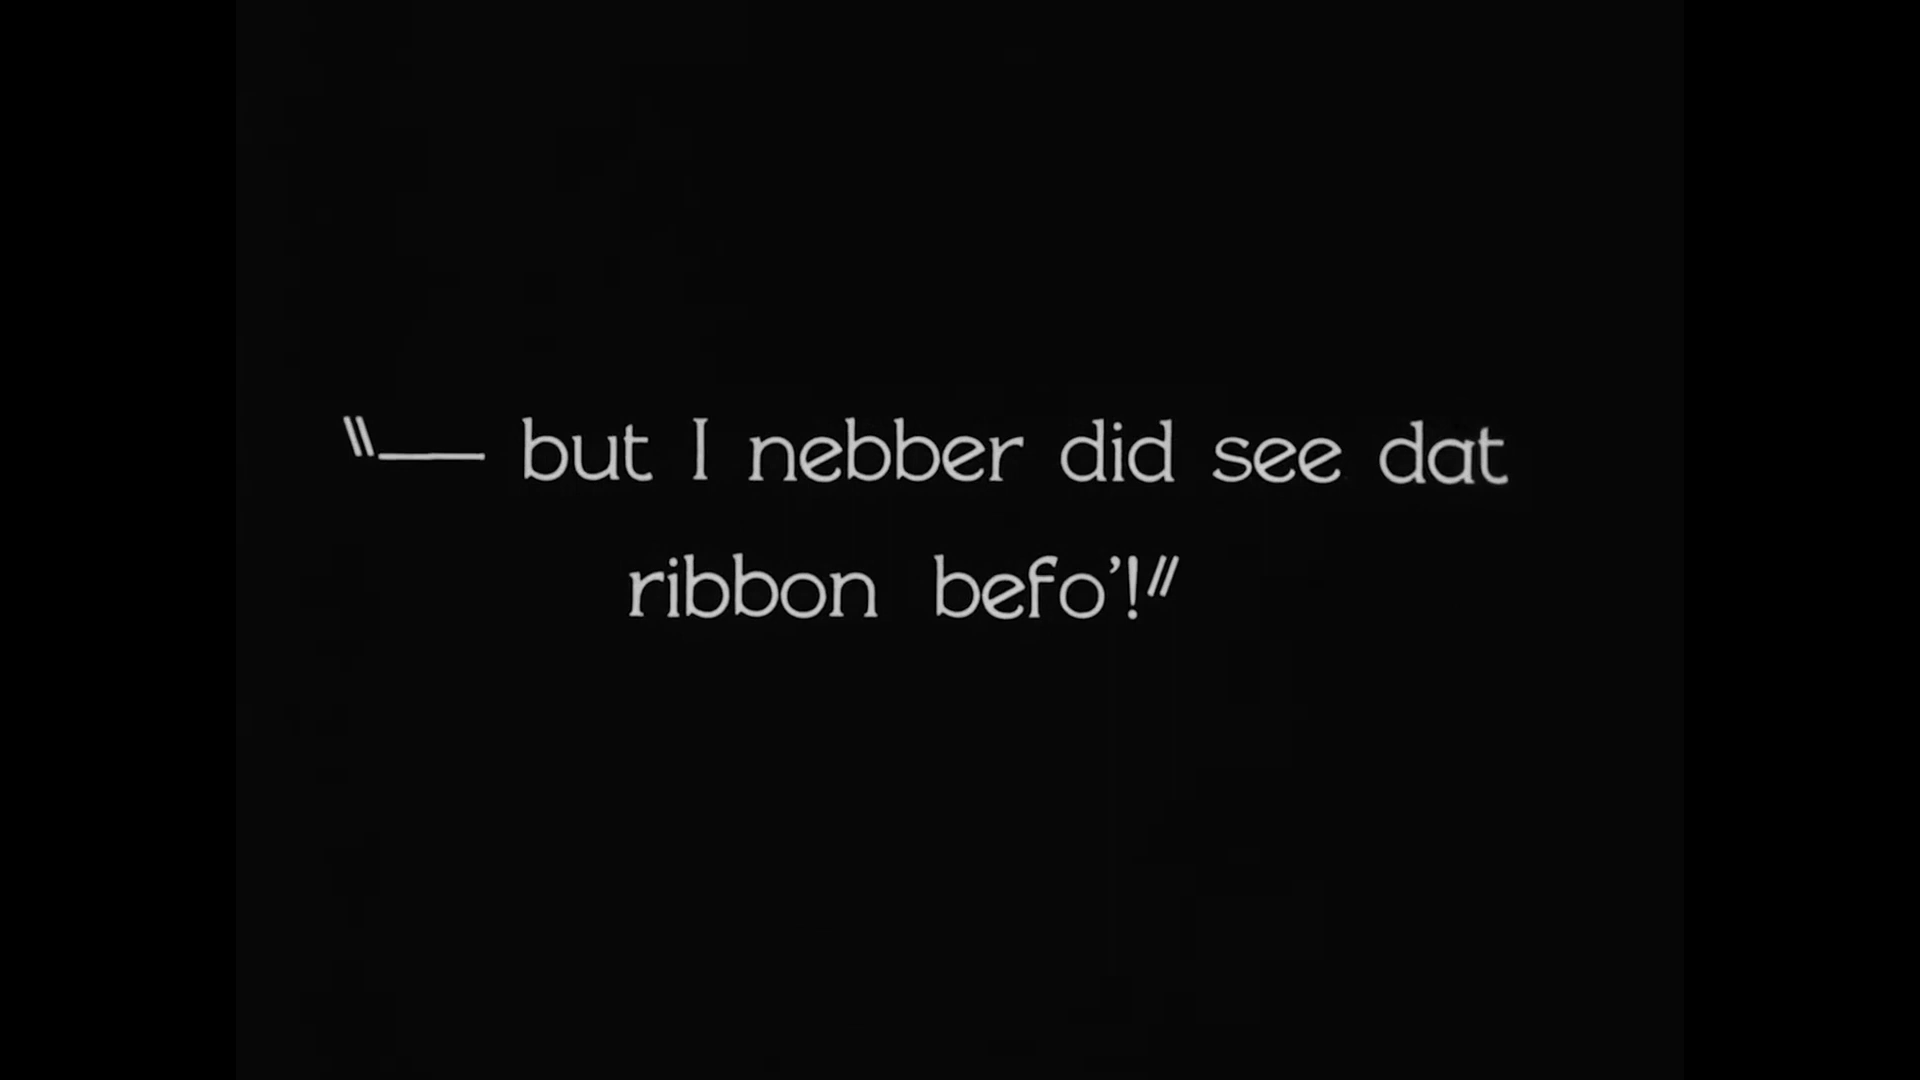 "— but I nebber did see dat
ribbon befo'!"